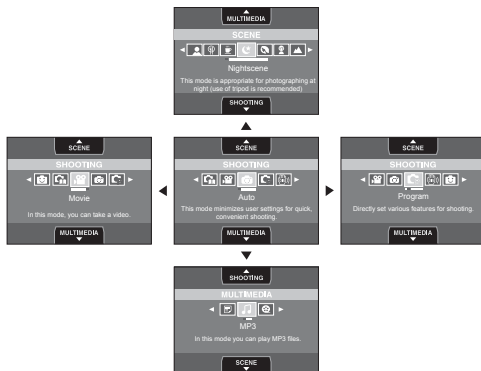 MULTIMEDIA
SCENE
Nightscene
This mode is appropriate for photographing at
night (use of tripod is recommended)
SHOOTING
SCENE
SHOOTING
Movie
In this mode, you can take a video.
MULTIMEDIA
SCENE
SHOOTING
Auto
This mode minimizes user settings for quick,
convenient shooting.
MULTIMEDIA
SCENE
SHOOTING
Program
Directly set various features for shooting.
MULTIMEDIA
SHOOTING
MULTIMEDIA
MP3
In this mode you can play MP3 files.
SCENE